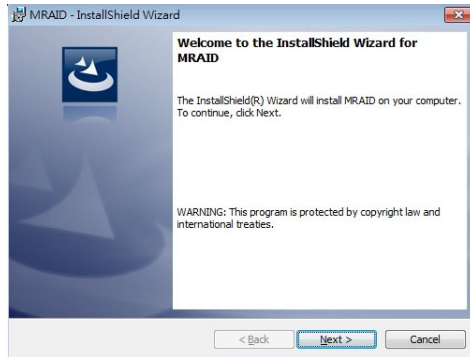 MRAID - InstallShield Wizard
Welcome to the InstallShield Wizard for
MRAID
The InstallShield(R) Wizard will install MRAID on your computer.
To continue, click Next.
WARNING: This program is protected by copyright law and
international treaties.
< Back
Next >
Cancel